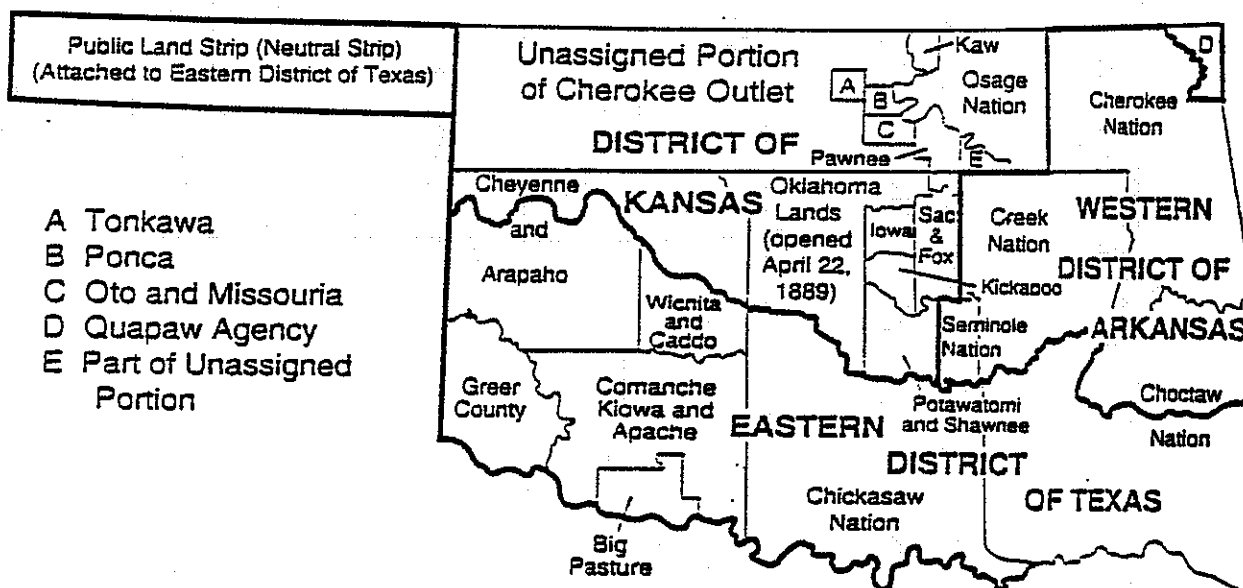 Public Land Strip (Neutral Strip)
(Attached to Eastern District of Texas)
Unassigned Portion
of Cherokee Outlet
DISTRICT OF
KANSAS
Kaw
Osage
Nation
A
B
C
E
Pawnee
D
Cherokee
Nation
A Tonkawa
B Ponca
C Oto and Missouria
D Quapaw Agency
E Part of Unassigned
Portion
Cheyenne
and
Arapaho
Wichita
and
Caddo
Oklahoma
Lands
(opened
April 22,
1889)
Iowa
Sac
&
Fox
Kickapoo
Creek
Nation
Seminole
Nation
WESTERN
DISTRICT OF
ARKANSAS
Greer
County
Comanche
Kiowa and
Apache
Big
Pasture
Potawatomi
and Shawnee
Choctaw
Nation
EASTERN
DISTRICT
OF TEXAS
Chickasaw
Nation